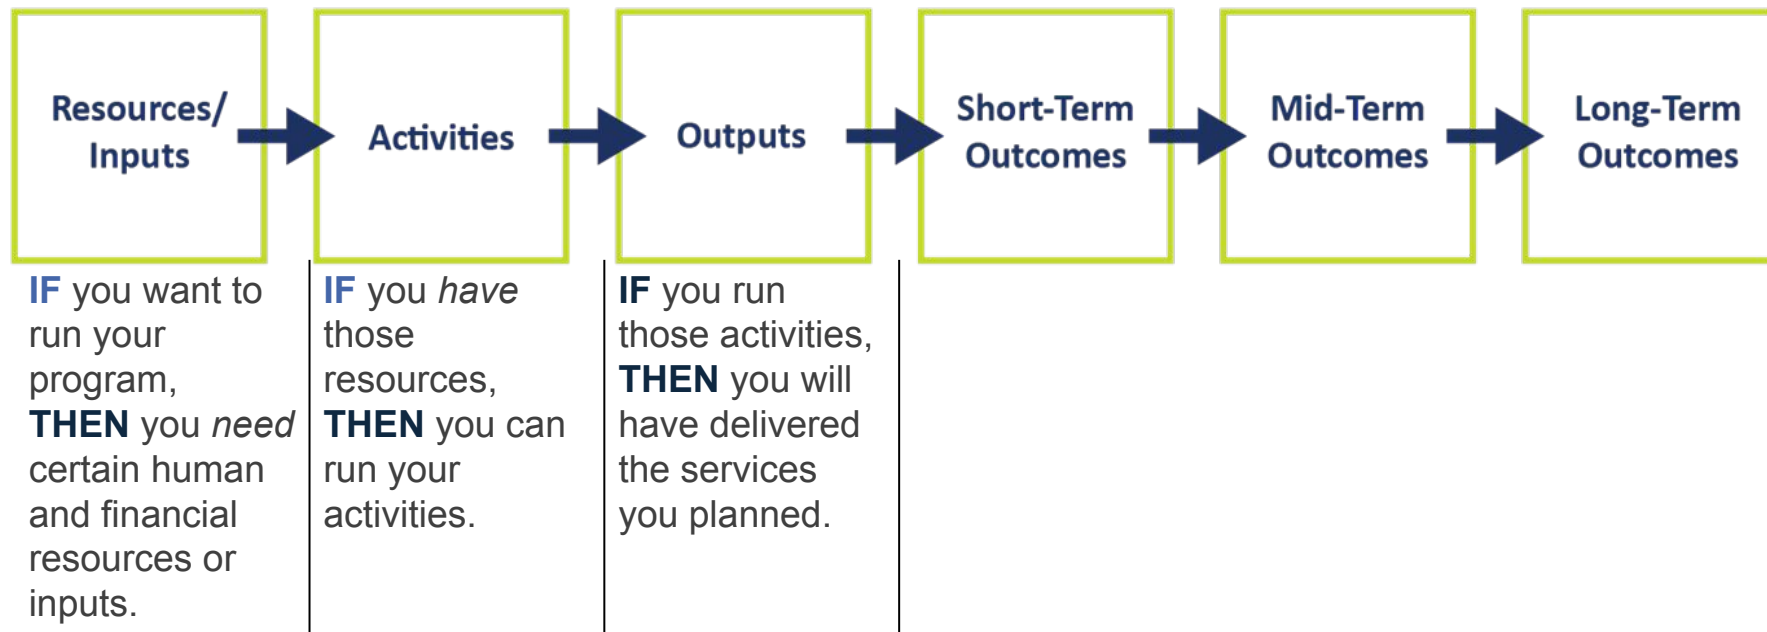 Resources/
Inputs
Activities
Outputs
Short-Term
Outcomes
Mid-Term
Outcomes
Long-Term
Outcomes
IF you want to
run your
program,
THEN you need
certain human
and financial
resources or
inputs.
IF you have
those
resources,
THEN you can
run your
activities.
IF you run
those activities,
THEN you will
have delivered
the services
you planned.